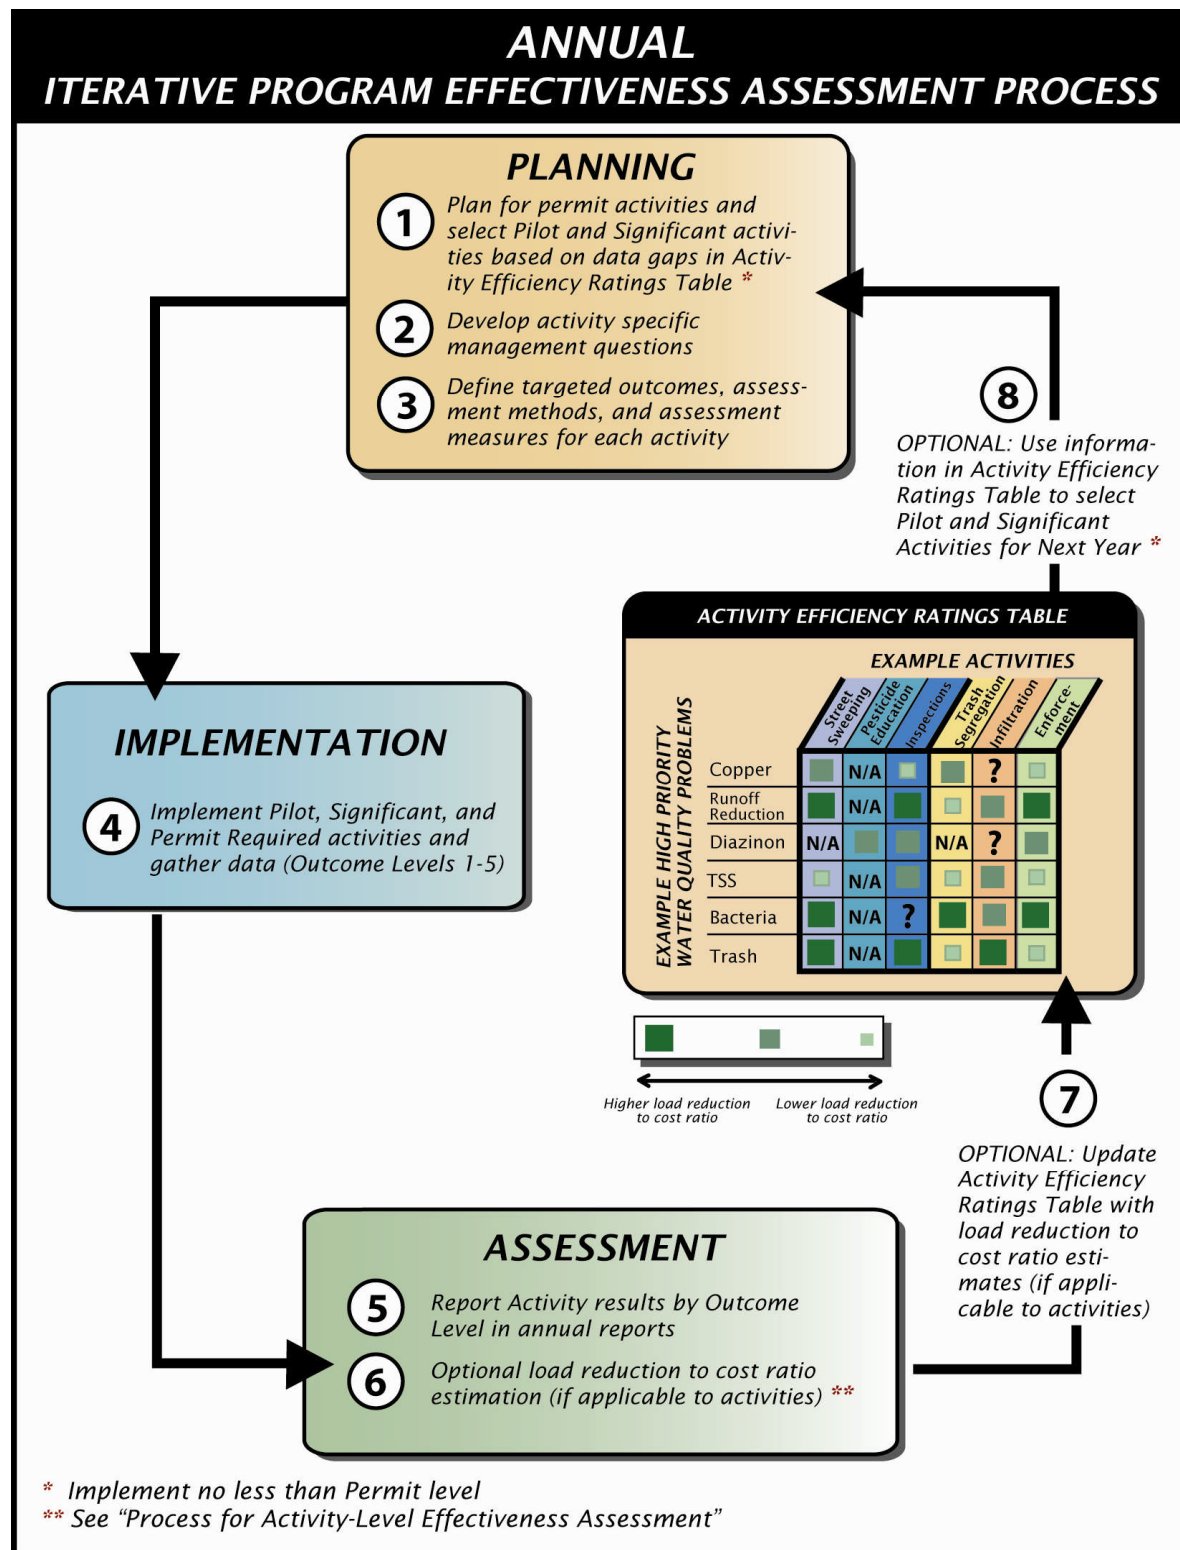 ANNUAL
ITERATIVE PROGRAM EFFECTIVENESS ASSESSMENT PROCESS
PLANNING
1
Plan for permit activities and
select Pilot and Significant activi-
ties based on data gaps in Activ-
ity Efficiency Ratings Table *
2
Develop activity specific
management questions
3
Define targeted outcomes, assess-
ment methods, and assessment
measures for each activity
IMPLEMENTATION
4
Implement Pilot, Significant, and
Permit Required activities and
gather data (Outcome Levels 1-5)
ASSESSMENT
5
Report Activity results by Outcome
Level in annual reports
6
Optional load reduction to cost ratio
estimation (if applicable to activities) **
7
OPTIONAL: Update
Activity Efficiency
Ratings Table with
load reduction to
cost ratio esti-
mates (if appli-
cable to activities)
8
OPTIONAL: Use informa-
tion in Activity Efficiency
Ratings Table to select
Pilot and Significant
Activities for Next Year *
ACTIVITY EFFICIENCY RATINGS TABLE
EXAMPLE ACTIVITIES
Street
Sweeping
Pesticide
Education
Inspections
Trash
Segregation
Infiltration
Enforce-
ment
EXAMPLE HIGH PRIORITY
WATER QUALITY PROBLEMS
Copper N/A ?
Runoff
Reduction N/A
Diazinon N/A N/A ?
TSS N/A
Bacteria N/A ?
Trash N/A
Higher load reduction
to cost ratio
Lower load reduction
to cost ratio
* Implement no less than Permit level
** See “Process for Activity-Level Effectiveness Assessment”